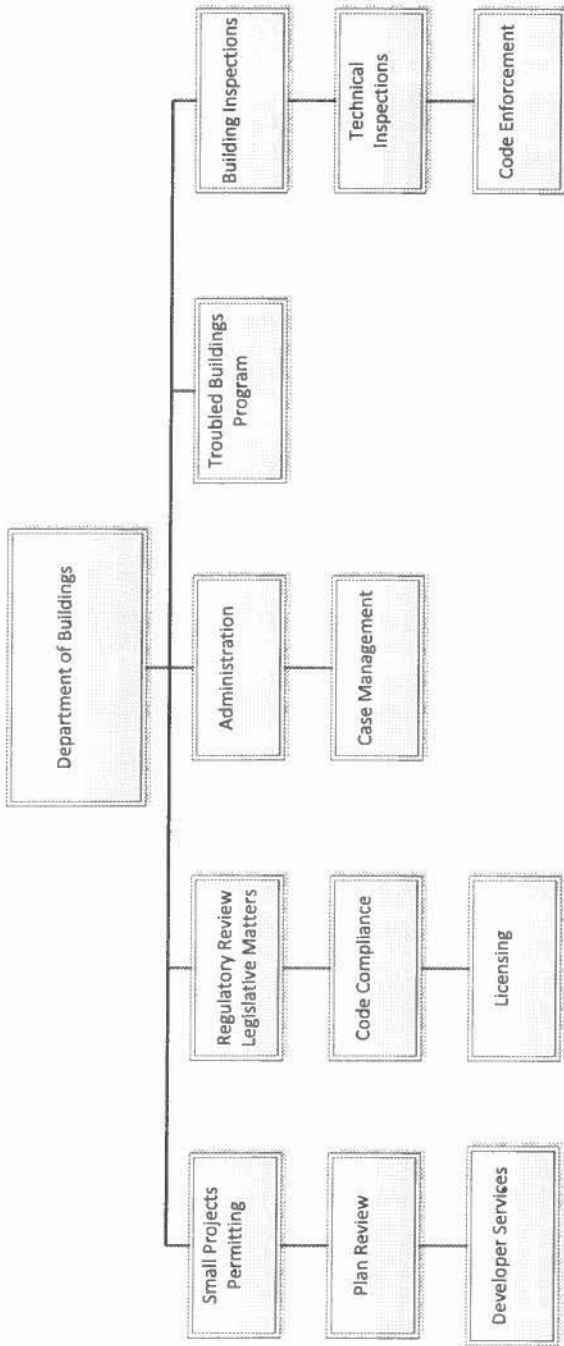 Department of Buildings
Small Projects
Permitting
Plan Review
Developer Services
Regulatory Review
Legislative Matters
Code Compliance
Licensing
Administration
Case Management
Troubled Buildings
Program
Building Inspections
Technical
Inspections
Code Enforcement